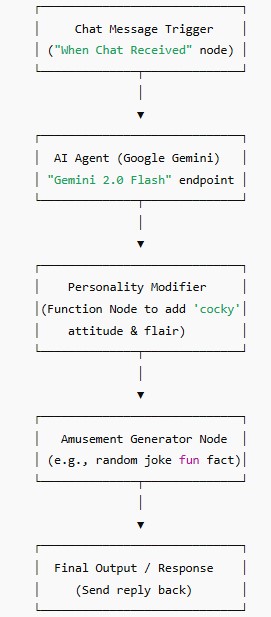 Chat Message Trigger
("When Chat Received" node)
AI Agent (Google Gemini)
"Gemini 2.0 Flash" endpoint
Personality Modifier
(Function Node to add 'cocky'
attitude & flair)
Amusement Generator Node
(e.g., random joke fun fact)
Final Output / Response
(Send reply back)